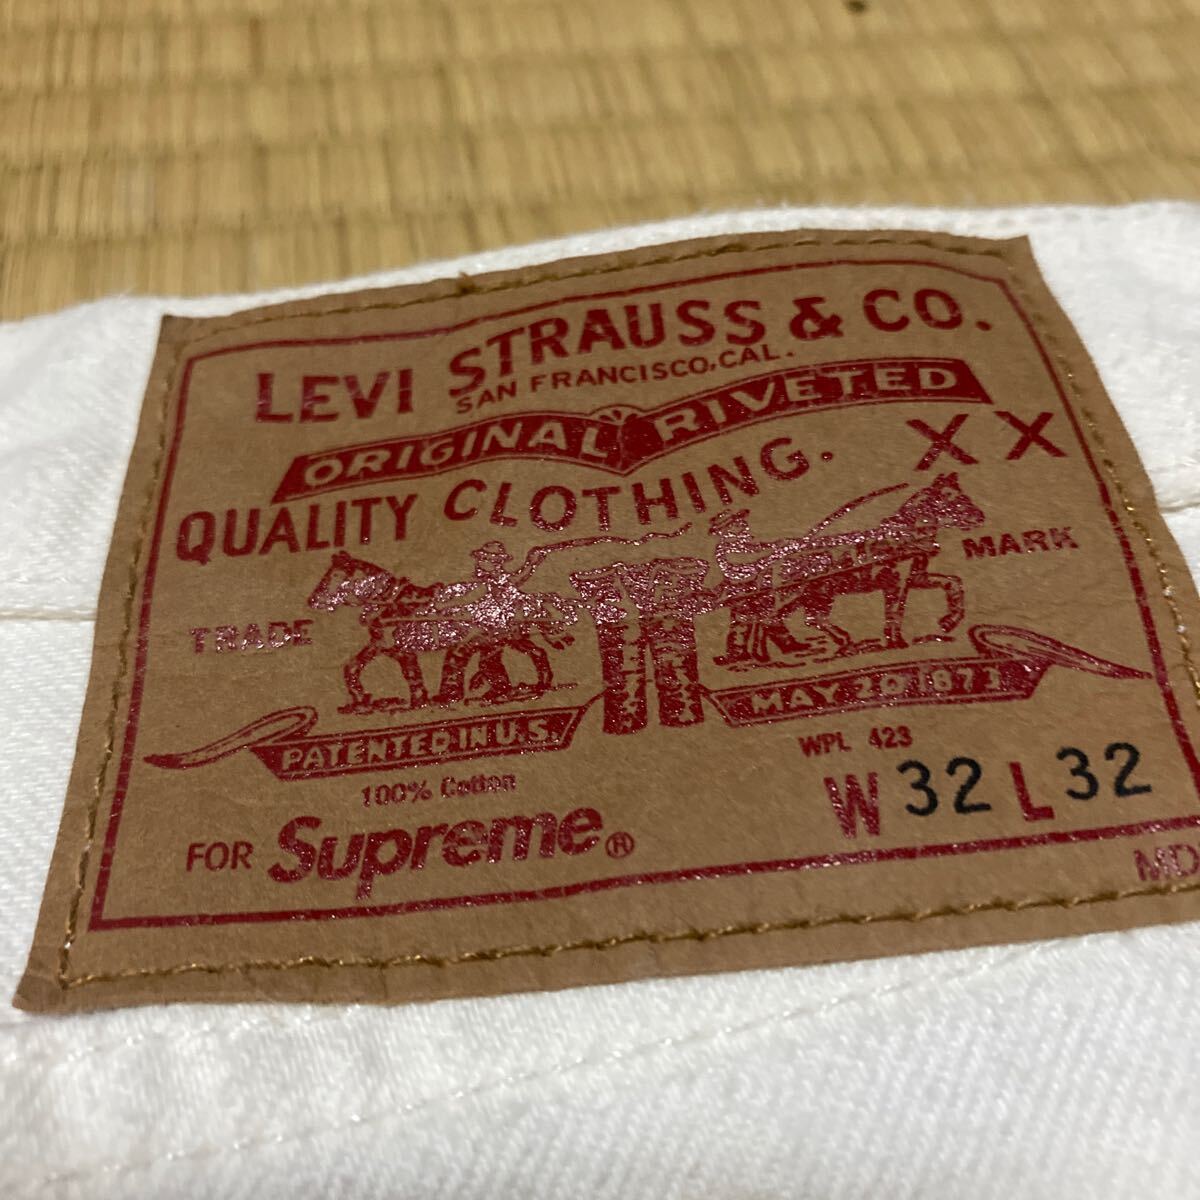 LEVI STRAUSS & CO.
SAN FRANCISCO, CAL.
ORIGINAL RIVETED
QUALITY CLOTHING. XX
TRADE MARK
PATENTED IN U.S. MAY 20 1873
WPL 423
100% Cotton
W 32 L 32
FOR Supreme®